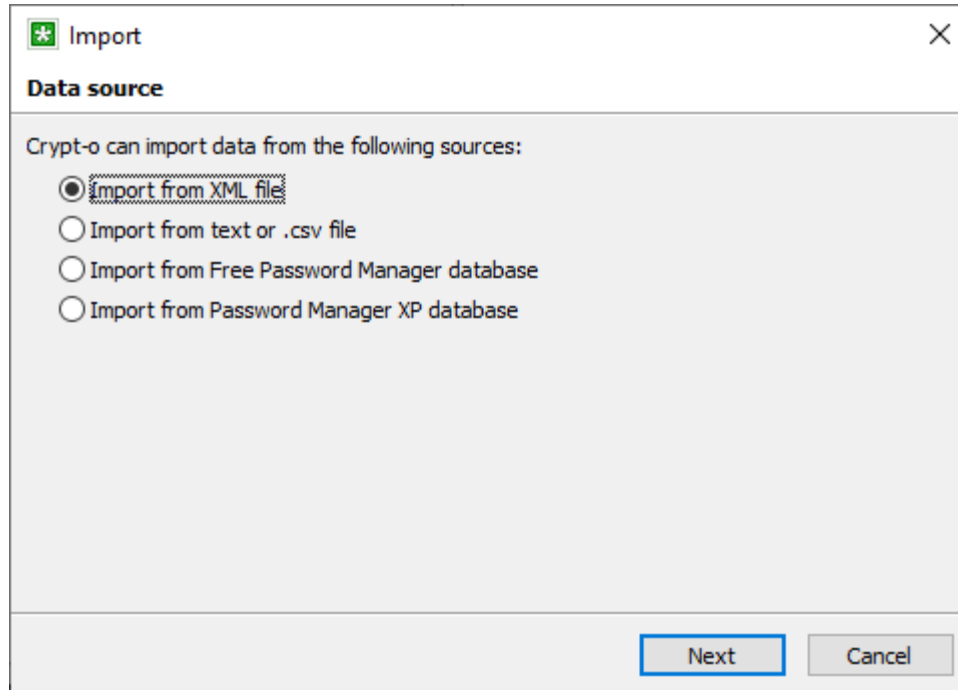 Import
Data source
Crypt-o can import data from the following sources:
Import from XML file
Import from text or .csv file
Import from Free Password Manager database
Import from Password Manager XP database
Next
Cancel